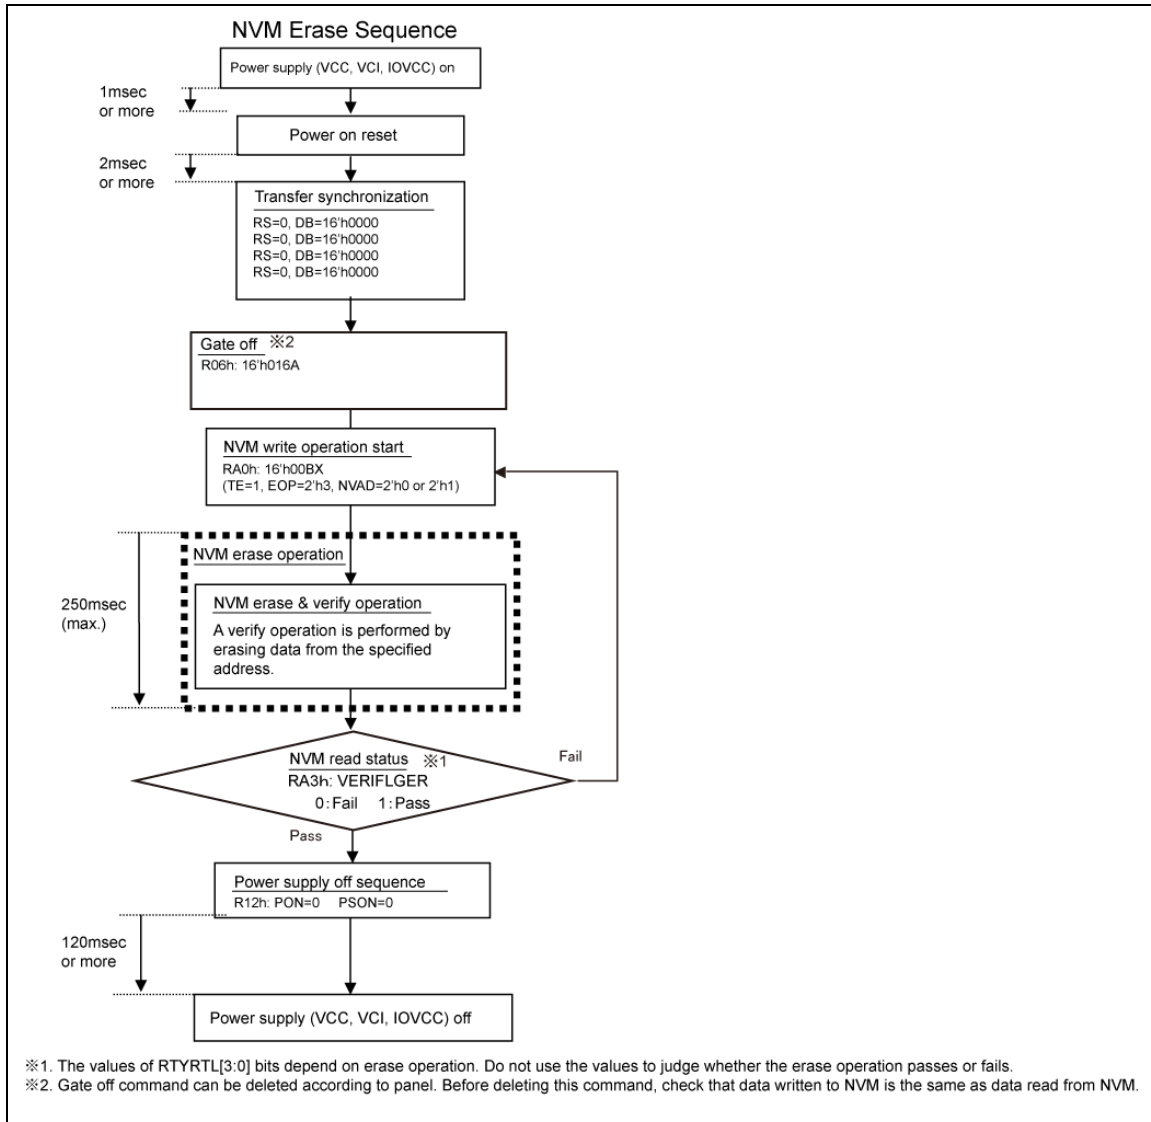 NVM Erase Sequence
Power supply (VCC, VCI, IOVCC) on
1msec
or more
Power on reset
2msec
or more
Transfer synchronization
RS=0, DB=16'h0000
RS=0, DB=16'h0000
RS=0, DB=16'h0000
RS=0, DB=16'h0000
Gate off ※2
R06h: 16'h016A
NVM write operation start
RA0h: 16'h00BX
(TE=1, EOP=2'h3, NVAD=2'h0 or 2'h1)
NVM erase operation
250msec
(max.)
NVM erase & verify operation
A verify operation is performed by
erasing data from the specified
address.
NVM read status ※1
RA3h: VERIFLGER
0:Fail 1:Pass
Fail
Pass
Power supply off sequence
R12h: PON=0 PSON=0
120msec
or more
Power supply (VCC, VCI, IOVCC) off
※1. The values of RTYRTL[3:0] bits depend on erase operation. Do not use the values to judge whether the erase operation passes or fails.
※2. Gate off command can be deleted according to panel. Before deleting this command, check that data written to NVM is the same as data read from NVM.